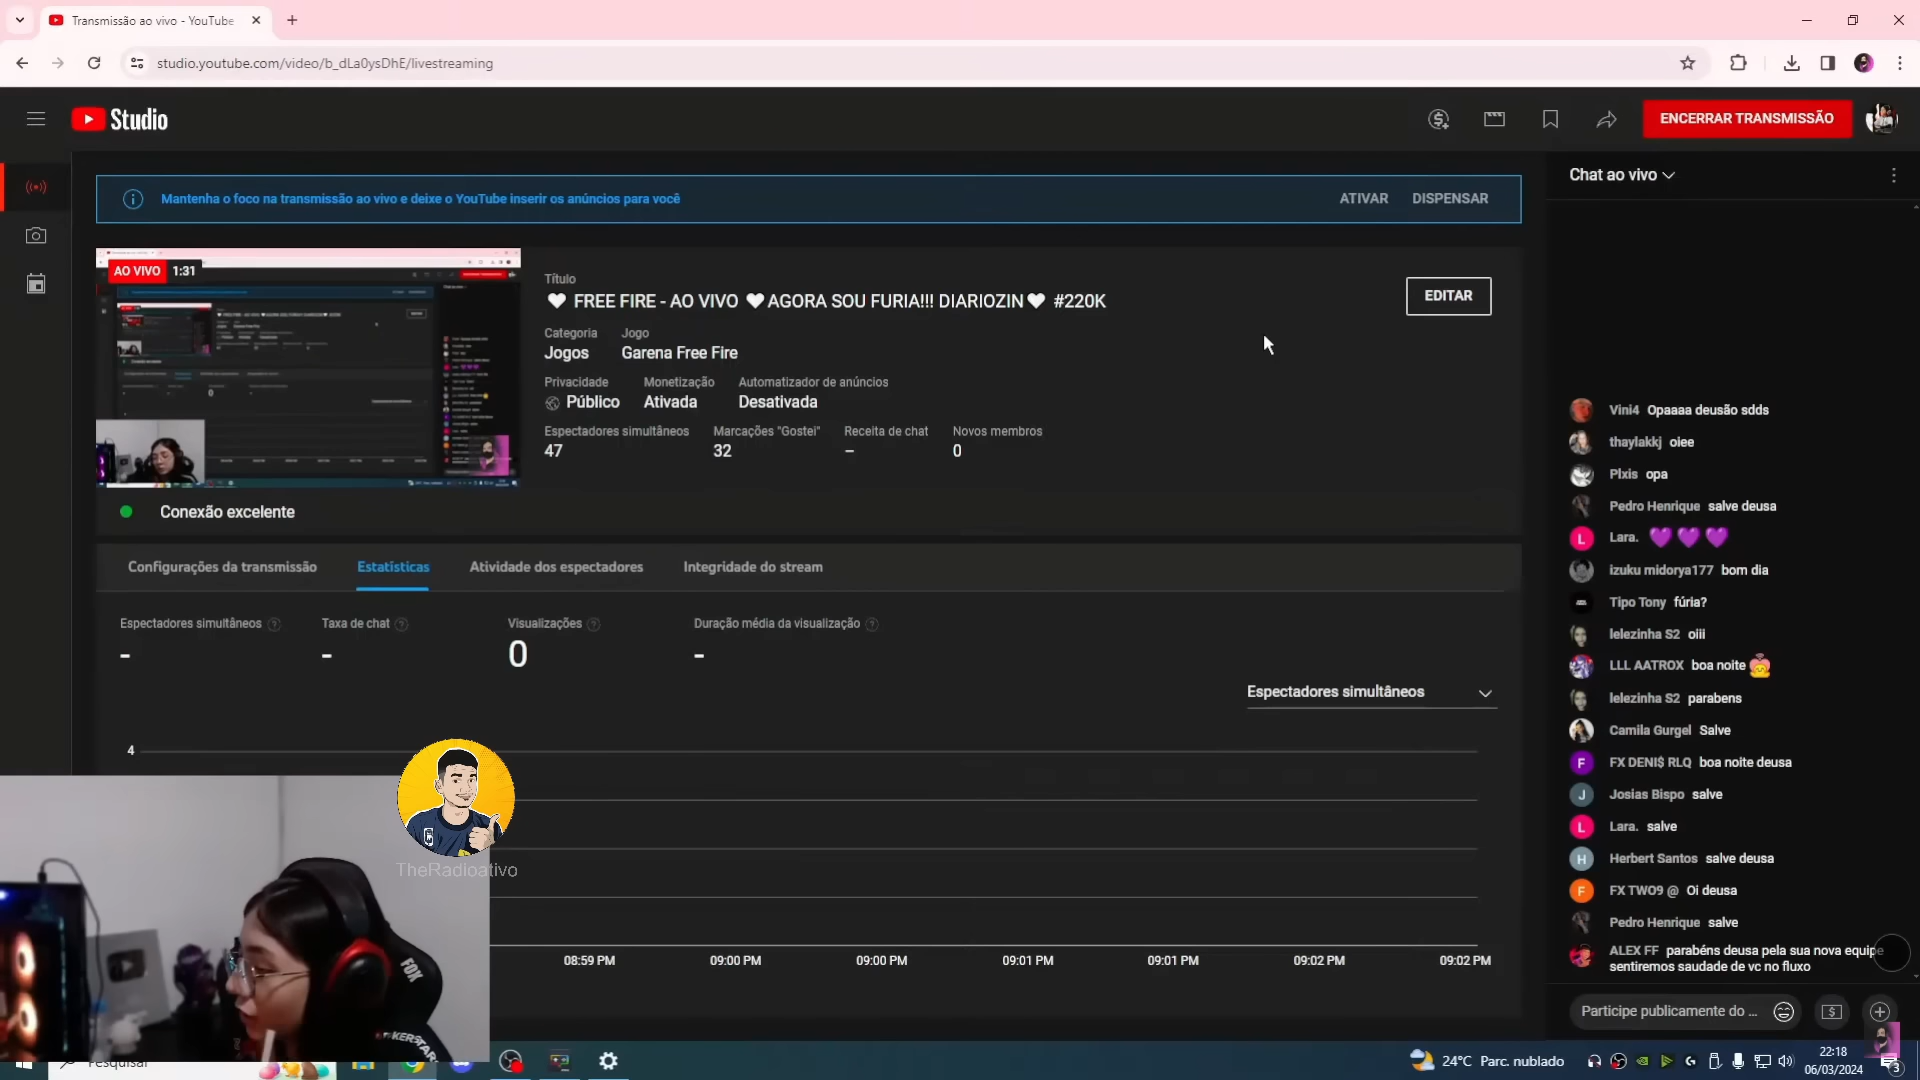 Transmissão ao vivo - YouTube
studio.youtube.com/video/b_dLa0ysDhE/livestreaming
Studio
ENCERRAR TRANSMISSÃO
Mantenha o foco na transmissão ao vivo e deixe o YouTube inserir os anúncios para você
ATIVAR
DISPENSAR
AO VIVO 1:31
Título
FREE FIRE - AO VIVO 🤍AGORA SOU FURIA!!! DIARIOZIN🤍 #220K
EDITAR
Categoria Jogo
Jogos Garena Free Fire
Privacidade Monetização Automatizador de anúncios
Público Ativada Desativada
Espectadores simultâneos Marcações "Gostei" Receita de chat Novos membros
47 32 – 0
Conexão excelente
Configurações da transmissão Estatísticas Atividade dos espectadores Integridade do stream
Espectadores simultâneos Taxa de chat Visualizações Duração média da visualização
- - 0 -
Espectadores simultâneos
4
TheRadioativo
FOX
08:59 PM 09:00 PM 09:00 PM 09:01 PM 09:01 PM 09:02 PM 09:02 PM
Chat ao vivo
Vini4 Opaaaa deusão sdds
thaylakkj oiee
Plxis opa
Pedro Henrique salve deusa
L Lara. 💜💜💜
izuku midorya177 bom dia
Tipo Tony fúria?
lelezinha S2 oiii
LLL AATROX boa noite
lelezinha S2 parabens
Camila Gurgel Salve
F FX DENI$ RLQ boa noite deusa
J Josias Bispo salve
L Lara. salve
H Herbert Santos salve deusa
F FX TWO9 @ Oi deusa
Pedro Henrique salve
ALEX FF parabéns deusa pela sua nova equipe
sentiremos saudade de vc no fluxo
Participe publicamente do ...
Pesquisar
24°C Parc. nublado
22:18
06/03/2024
3